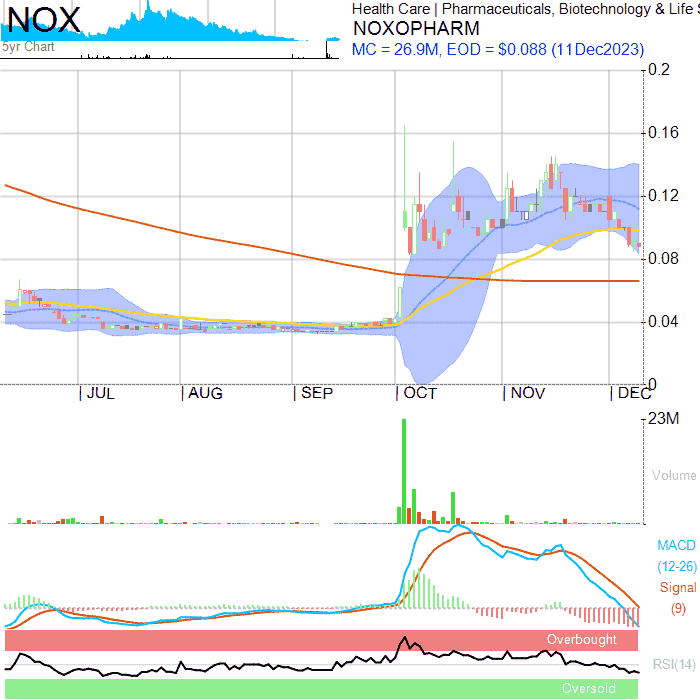 NOX
5yr Chart
Health Care | Pharmaceuticals, Biotechnology & Life S
NOXOPHARM
MC = 26.9M, EOD = $0.088 (11Dec2023)
0.2
0.16
0.12
0.08
0.04
0
JUL AUG SEP OCT NOV DEC
23M
Volume
MACD
(12-26)
Signal
(9)
Overbought
RSI(14)
Oversold